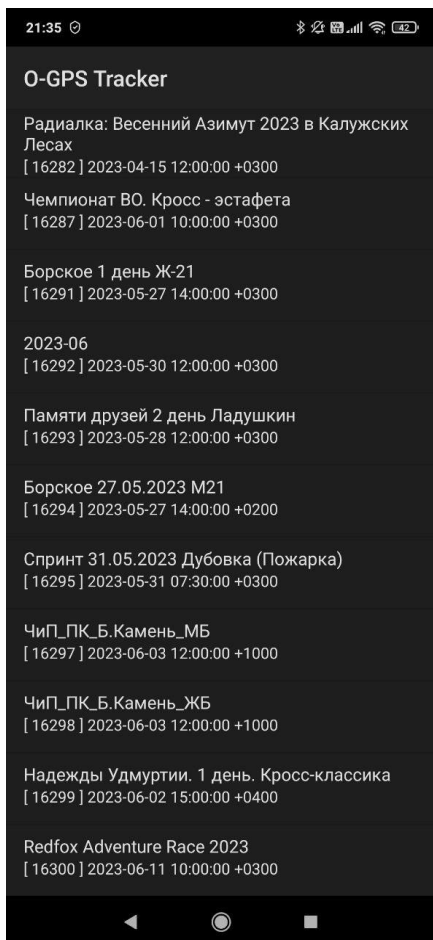 21:35
42
O-GPS Tracker
Радиалка: Весенний Азимут 2023 в Калужских
Лесах
[ 16282 ] 2023-04-15 12:00:00 +0300
Чемпионат ВО. Кросс - эстафета
[ 16287 ] 2023-06-01 10:00:00 +0300
Борское 1 день Ж-21
[ 16291 ] 2023-05-27 14:00:00 +0300
2023-06
[ 16292 ] 2023-05-30 12:00:00 +0300
Памяти друзей 2 день Ладушкин
[ 16293 ] 2023-05-28 12:00:00 +0300
Борское 27.05.2023 М21
[ 16294 ] 2023-05-27 14:00:00 +0200
Спринт 31.05.2023 Дубовка (Пожарка)
[ 16295 ] 2023-05-31 07:30:00 +0300
ЧиП_ПК_Б.Камень_МБ
[ 16297 ] 2023-06-03 12:00:00 +1000
ЧиП_ПК_Б.Камень_ЖБ
[ 16298 ] 2023-06-03 12:00:00 +1000
Надежды Удмуртии. 1 день. Кросс-классика
[ 16299 ] 2023-06-02 15:00:00 +0400
Redfox Adventure Race 2023
[ 16300 ] 2023-06-11 10:00:00 +0300